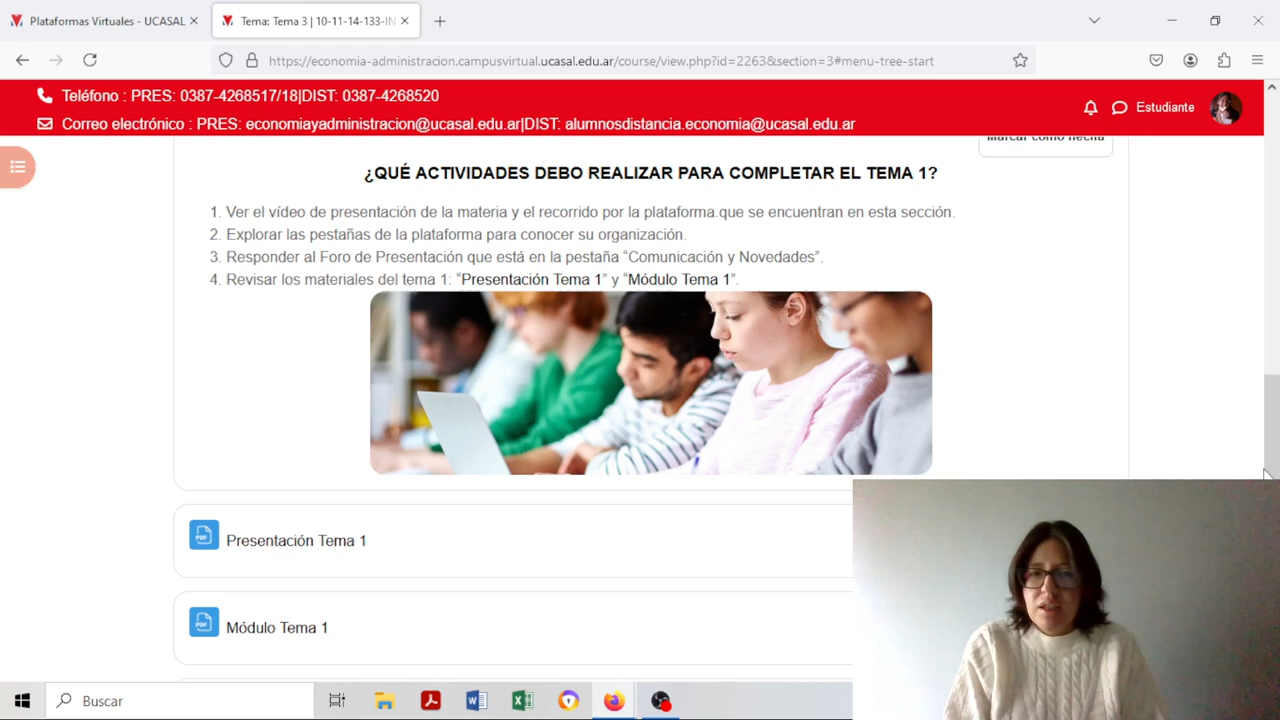 Plataformas Virtuales - UCASAL
Tema: Tema 3 | 10-11-14-133-IN
https://economia-administracion.campusvirtual.ucasal.edu.ar/course/view.php?id=2263&section=3#menu-tree-start
Teléfono : PRES: 0387-4268517/18|DIST: 0387-4268520
Estudiante
Correo electrónico : PRES: economiayadministracion@ucasal.edu.ar|DIST: alumnosdistancia.economia@ucasal.edu.ar
Marcar como hecha
¿QUÉ ACTIVIDADES DEBO REALIZAR PARA COMPLETAR EL TEMA 1?
1. Ver el vídeo de presentación de la materia y el recorrido por la plataforma.que se encuentran en esta sección.
2. Explorar las pestañas de la plataforma para conocer su organización.
3. Responder al Foro de Presentación que está en la pestaña “Comunicación y Novedades”.
4. Revisar los materiales del tema 1: “Presentación Tema 1” y “Módulo Tema 1”.
PDF
Presentación Tema 1
PDF
Módulo Tema 1
Buscar